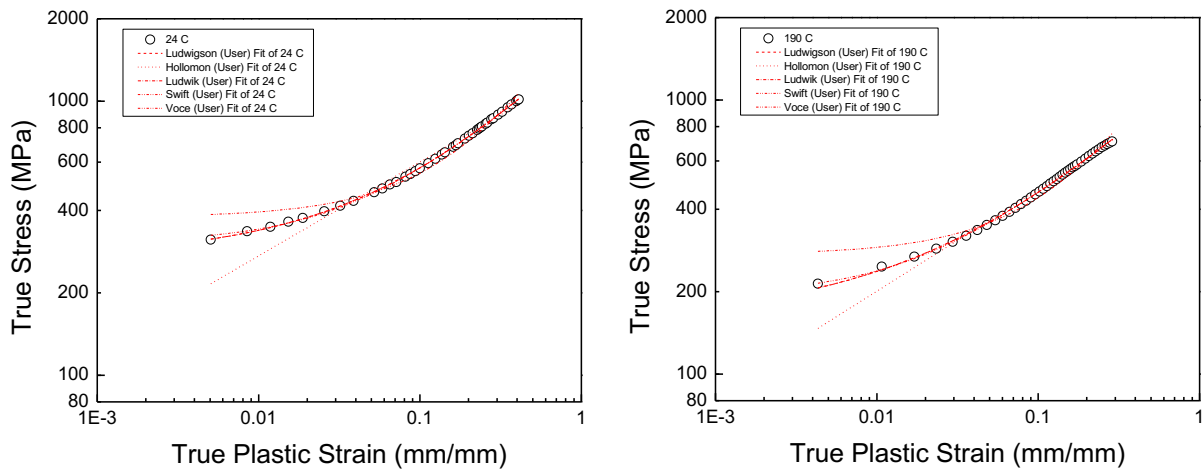 2000
1000
800
600
400
200
100
80
1E-3
0.01
0.1
1
True Stress (MPa)
True Plastic Strain (mm/mm)
24 C
Ludwigson (User) Fit of 24 C
Hollomon (User) Fit of 24 C
Ludwik (User) Fit of 24 C
Swift (User) Fit of 24 C
Voce (User) Fit of 24 C
2000
1000
800
600
400
200
100
80
1E-3
0.01
0.1
1
True Stress (MPa)
True Plastic Strain (mm/mm)
190 C
Ludwigson (User) Fit of 190 C
Hollomon (User) Fit of 190 C
Ludwik (User) Fit of 190 C
Swift (User) Fit of 190 C
Voce (User) Fit of 190 C